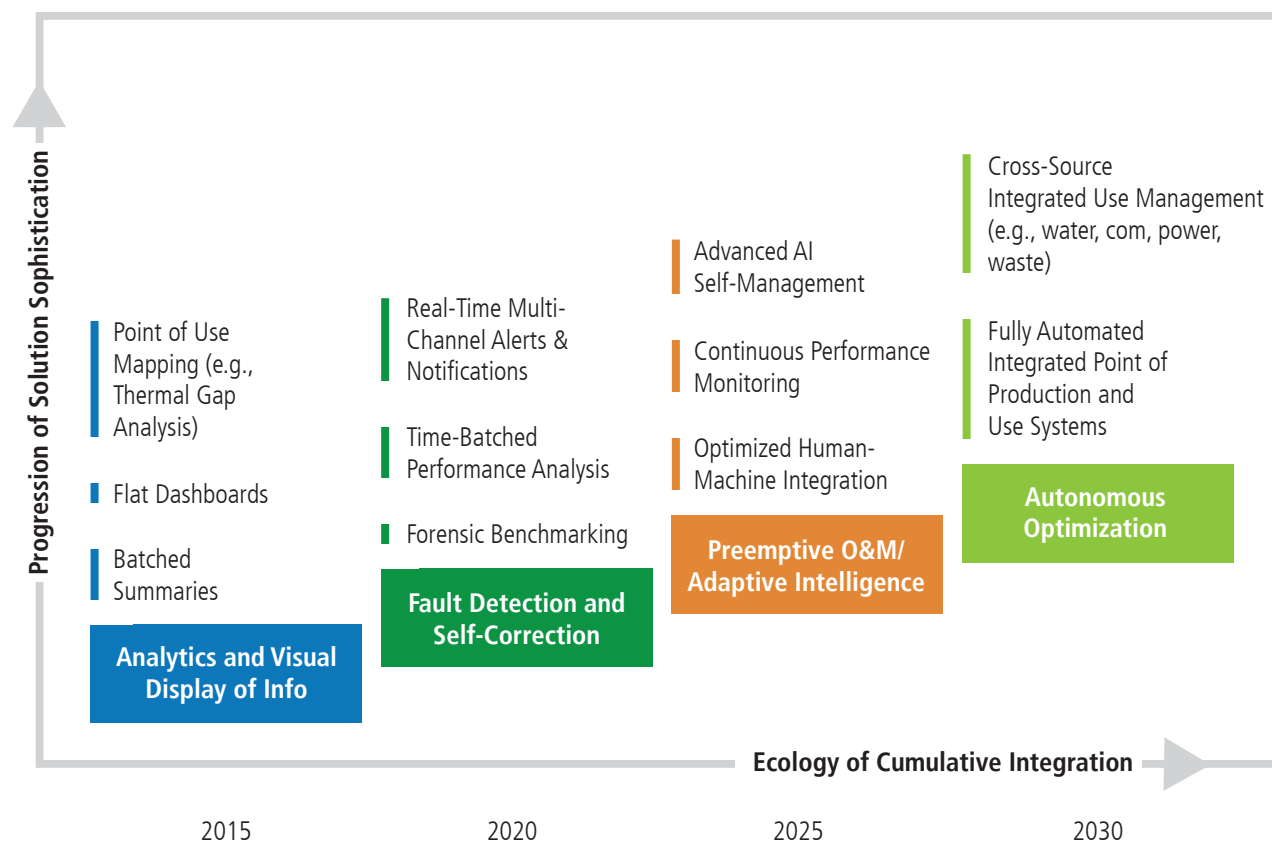 Progression of Solution Sophistication
Point of Use
Mapping (e.g.,
Thermal Gap
Analysis)
Flat Dashboards
Batched
Summaries
Analytics and Visual
Display of Info
Real-Time Multi-
Channel Alerts &
Notifications
Time-Batched
Performance Analysis
Forensic Benchmarking
Fault Detection and
Self-Correction
Advanced AI
Self-Management
Continuous Performance
Monitoring
Optimized Human-
Machine Integration
Preemptive O&M/
Adaptive Intelligence
Cross-Source
Integrated Use Management
(e.g., water, com, power,
waste)
Fully Automated
Integrated Point of
Production and
Use Systems
Autonomous
Optimization
Ecology of Cumulative Integration
2015
2020
2025
2030